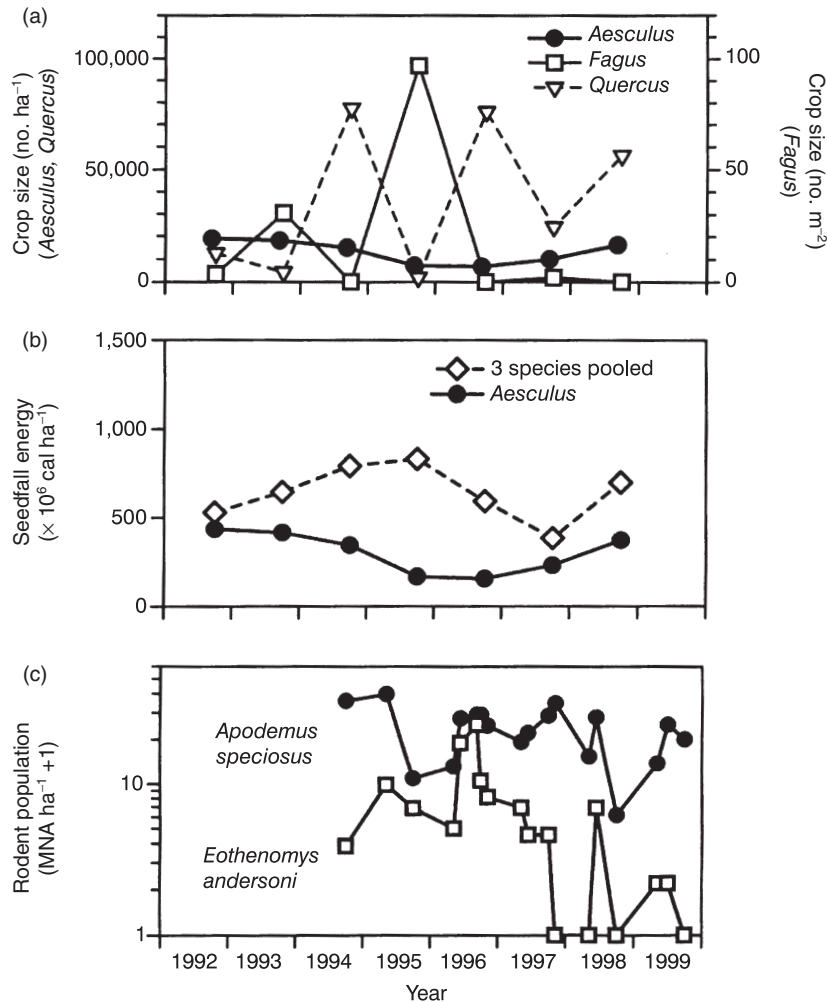 (a)
Crop size (no. ha⁻¹)
(Aesculus, Quercus)
100,000
50,000
0
Aesculus
Fagus
Quercus
100
50
0
Crop size (no. m⁻²)
(Fagus)
(b)
Seedfall energy
(× 10⁶ cal ha⁻¹)
1,500
1,000
500
0
3 species pooled
Aesculus
(c)
Rodent population
(MNA ha⁻¹ +1)
10
1
Apodemus
speciosus
Eothenomys
andersoni
1992 1993 1994 1995 1996 1997 1998 1999
Year